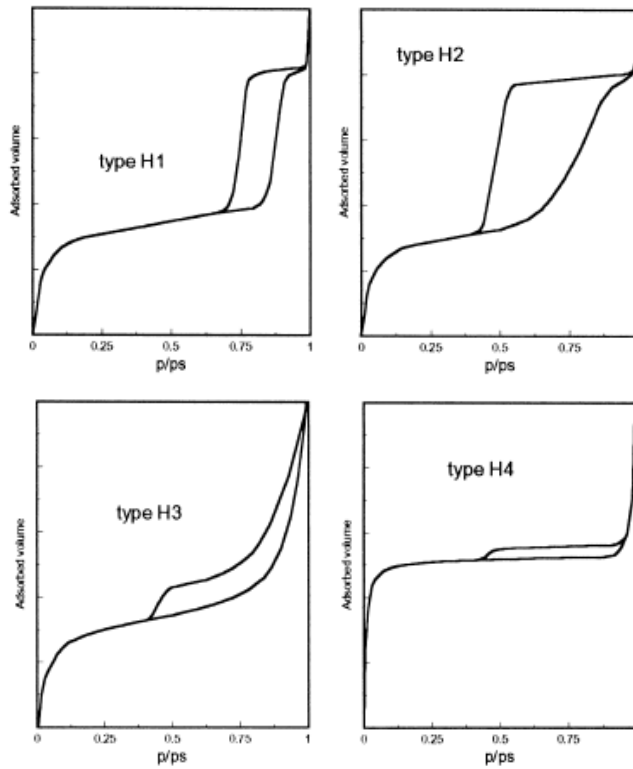 type H1
Adsorbed volume
0 0.25 0.5 0.75 1
p/ps
type H2
Adsorbed volume
0 0.25 0.5 0.75
p/ps
type H3
Adsorbed volume
0 0.25 0.5 0.75 1
p/ps
type H4
Adsorbed volume
0 0.25 0.5 0.75
p/ps